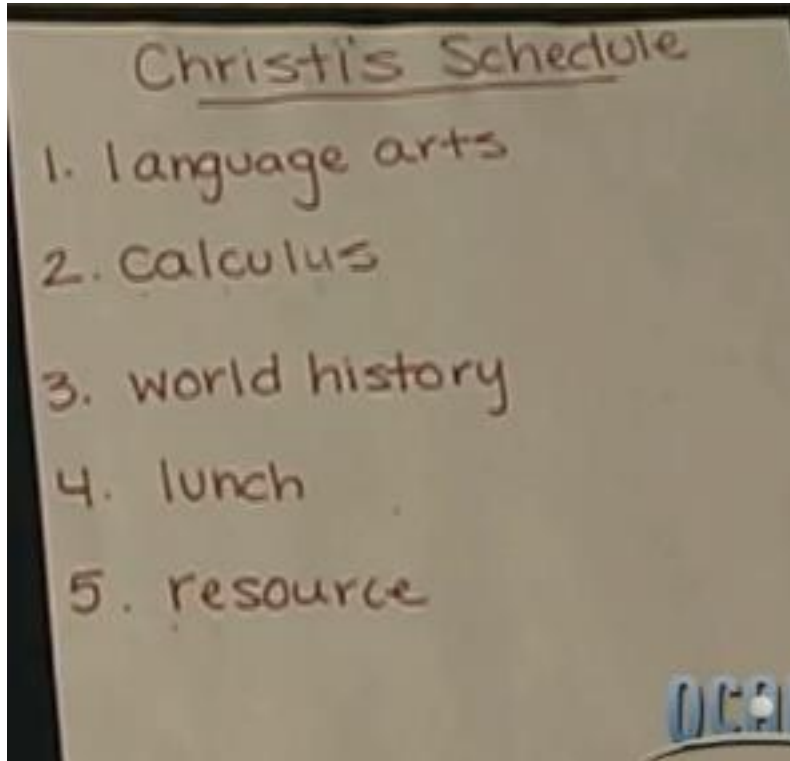 Christi's Schedule
1. language arts
2. calculus
3. world history
4. lunch
5. resource